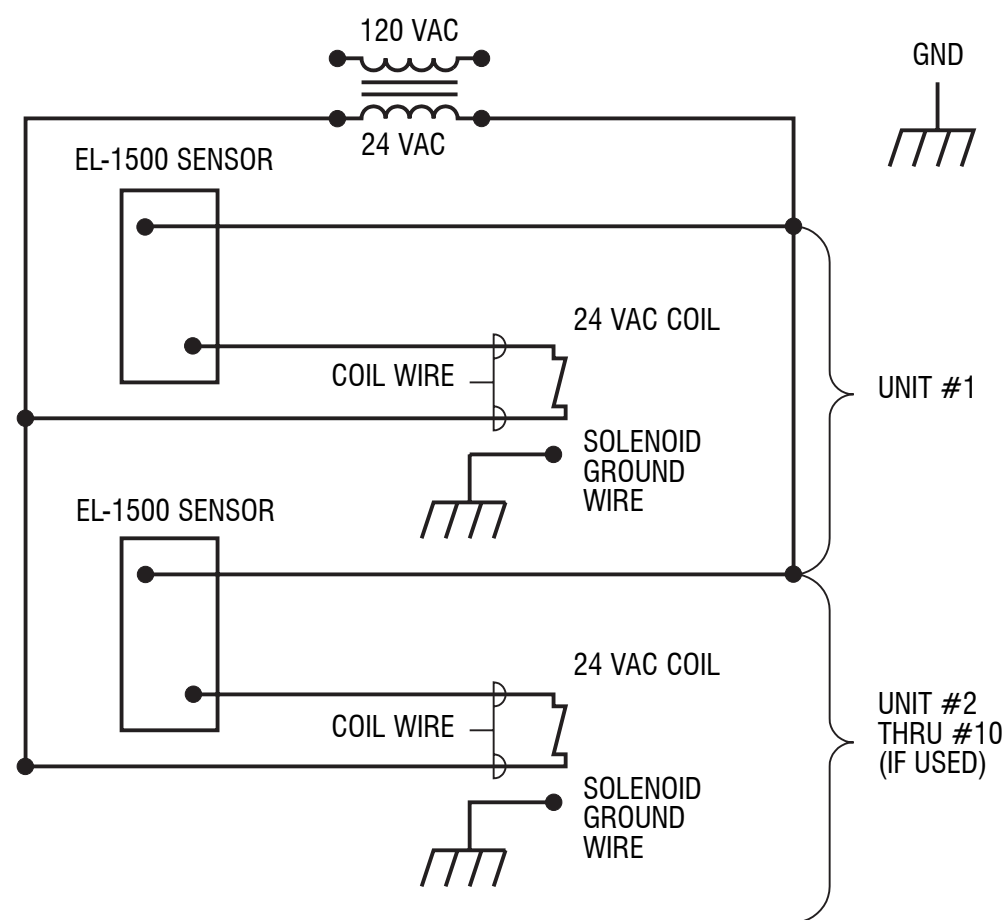 120 VAC
GND
24 VAC
EL-1500 SENSOR
24 VAC COIL
COIL WIRE
UNIT #1
SOLENOID
GROUND
WIRE
EL-1500 SENSOR
24 VAC COIL
COIL WIRE
UNIT #2
THRU #10
(IF USED)
SOLENOID
GROUND
WIRE